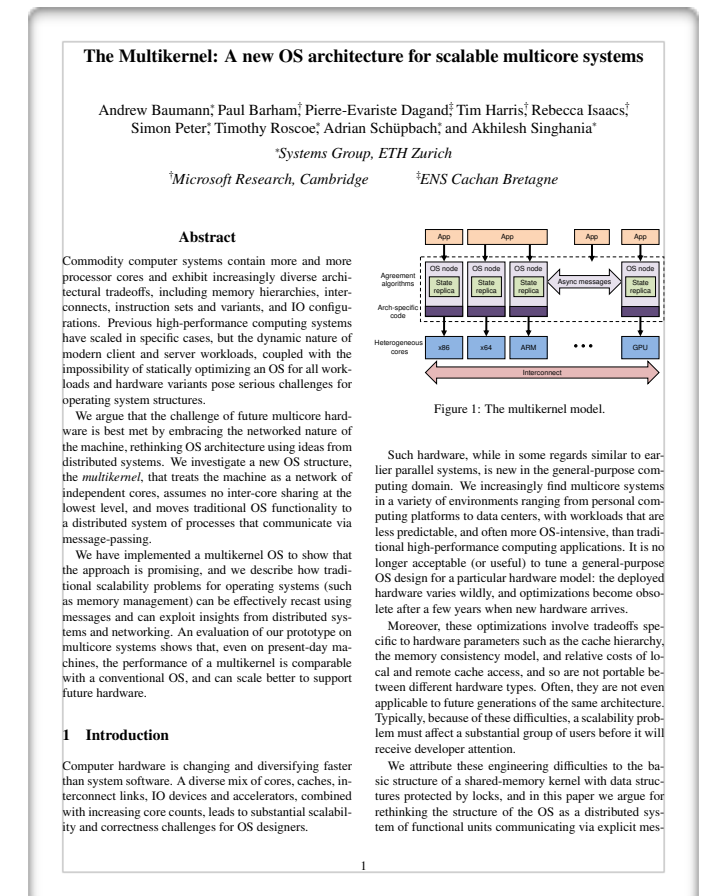 The Multikernel: A new OS architecture for scalable multicore systems
Andrew Baumann,* Paul Barham,† Pierre-Evariste Dagand,‡ Tim Harris,† Rebecca Isaacs,†
Simon Peter,* Timothy Roscoe,* Adrian Schüpbach,* and Akhilesh Singhania*
*Systems Group, ETH Zurich
†Microsoft Research, Cambridge ‡ENS Cachan Bretagne
Abstract
Commodity computer systems contain more and more
processor cores and exhibit increasingly diverse archi-
tectural tradeoffs, including memory hierarchies, inter-
connects, instruction sets and variants, and IO configu-
rations. Previous high-performance computing systems
have scaled in specific cases, but the dynamic nature of
modern client and server workloads, coupled with the
impossibility of statically optimizing an OS for all work-
loads and hardware variants pose serious challenges for
operating system structures.
We argue that the challenge of future multicore hard-
ware is best met by embracing the networked nature of
the machine, rethinking OS architecture using ideas from
distributed systems. We investigate a new OS structure,
the multikernel, that treats the machine as a network of
independent cores, assumes no inter-core sharing at the
lowest level, and moves traditional OS functionality to
a distributed system of processes that communicate via
message-passing.
We have implemented a multikernel OS to show that
the approach is promising, and we describe how tradi-
tional scalability problems for operating systems (such
as memory management) can be effectively recast using
messages and can exploit insights from distributed sys-
tems and networking. An evaluation of our prototype on
multicore systems shows that, even on present-day ma-
chines, the performance of a multikernel is comparable
with a conventional OS, and can scale better to support
future hardware.
1 Introduction
Computer hardware is changing and diversifying faster
than system software. A diverse mix of cores, caches, in-
terconnect links, IO devices and accelerators, combined
with increasing core counts, leads to substantial scalabil-
ity and correctness challenges for OS designers.
App App App App
OS node OS node OS node OS node
Agreement
algorithms
State
replica
State
replica
State
replica
Async messages
State
replica
Arch-specific
code
Heterogeneous
cores
x86 x64 ARM GPU
Interconnect
Figure 1: The multikernel model.
Such hardware, while in some regards similar to ear-
lier parallel systems, is new in the general-purpose com-
puting domain. We increasingly find multicore systems
in a variety of environments ranging from personal com-
puting platforms to data centers, with workloads that are
less predictable, and often more OS-intensive, than tradi-
tional high-performance computing applications. It is no
longer acceptable (or useful) to tune a general-purpose
OS design for a particular hardware model: the deployed
hardware varies wildly, and optimizations become obso-
lete after a few years when new hardware arrives.
Moreover, these optimizations involve tradeoffs spe-
cific to hardware parameters such as the cache hierarchy,
the memory consistency model, and relative costs of lo-
cal and remote cache access, and so are not portable be-
tween different hardware types. Often, they are not even
applicable to future generations of the same architecture.
Typically, because of these difficulties, a scalability prob-
lem must affect a substantial group of users before it will
receive developer attention.
We attribute these engineering difficulties to the ba-
sic structure of a shared-memory kernel with data struc-
tures protected by locks, and in this paper we argue for
rethinking the structure of the OS as a distributed sys-
tem of functional units communicating via explicit mes-
1